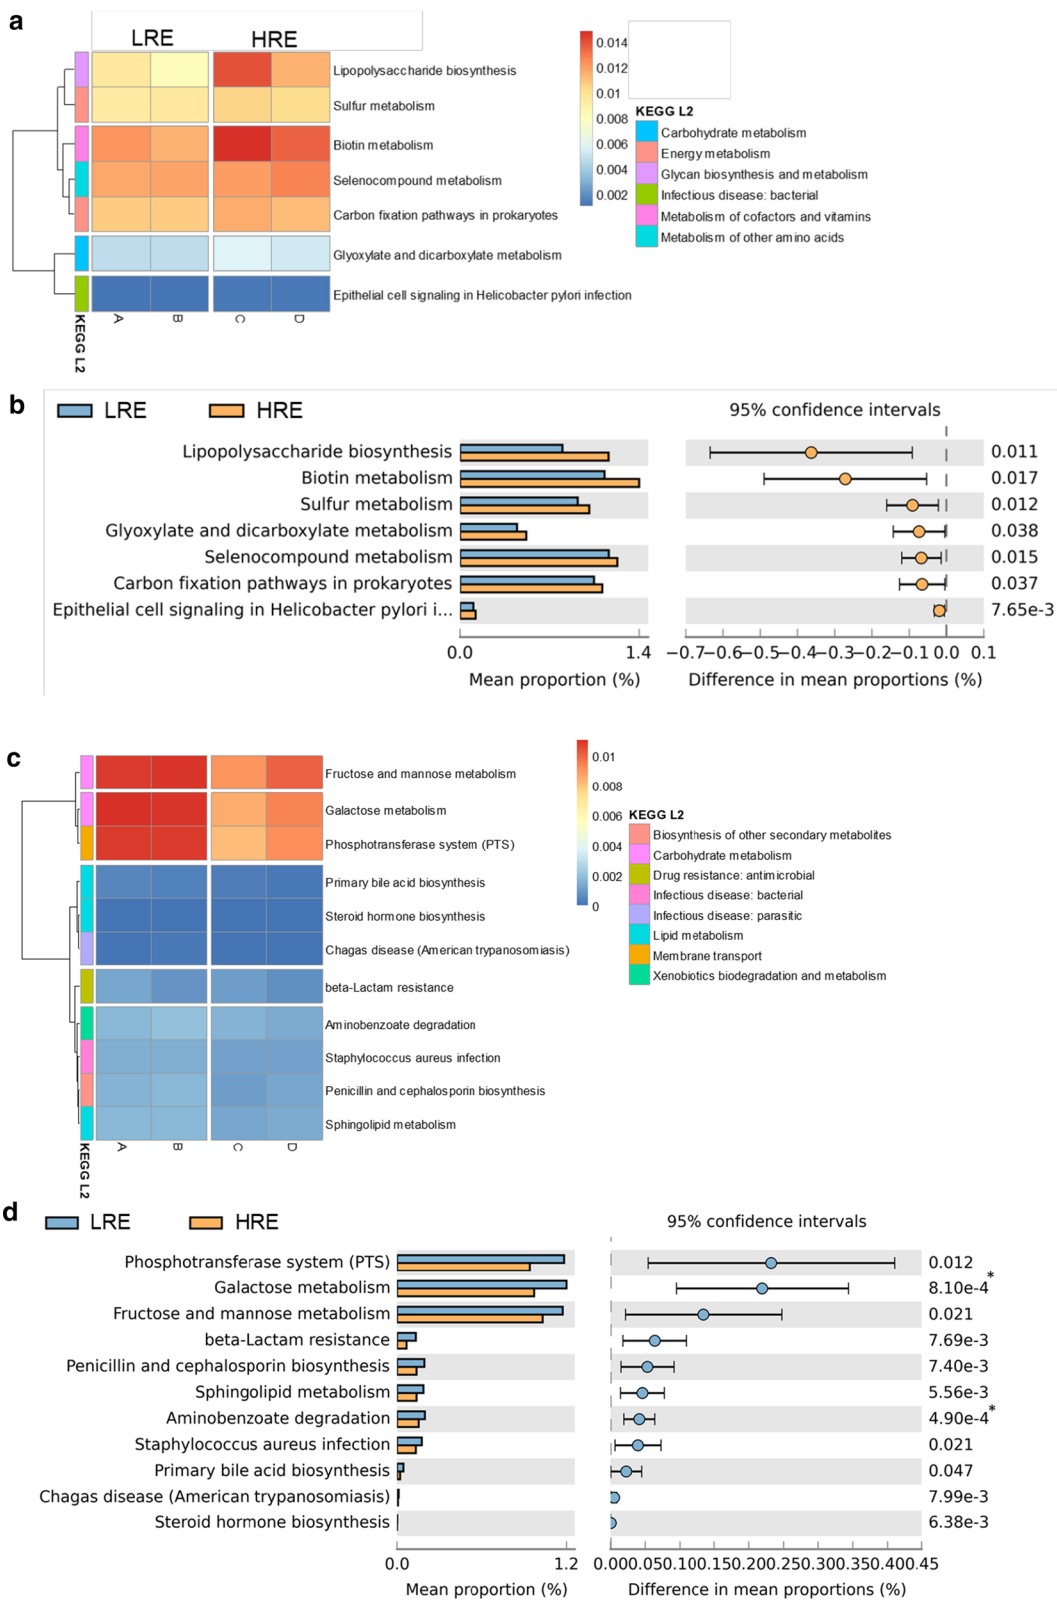 a
LRE HRE
Lipopolysaccharide biosynthesis
Sulfur metabolism
Biotin metabolism
Selenocompound metabolism
Carbon fixation pathways in prokaryotes
Glyoxylate and dicarboxylate metabolism
Epithelial cell signaling in Helicobacter pylori infection
KEGG L2
A B C D
0.014
0.012
0.01
0.008
0.006
0.004
0.002
KEGG L2
Carbohydrate metabolism
Energy metabolism
Glycan biosynthesis and metabolism
Infectious disease: bacterial
Metabolism of cofactors and vitamins
Metabolism of other amino acids
b
LRE HRE
95% confidence intervals
Lipopolysaccharide biosynthesis 0.011
Biotin metabolism 0.017
Sulfur metabolism 0.012
Glyoxylate and dicarboxylate metabolism 0.038
Selenocompound metabolism 0.015
Carbon fixation pathways in prokaryotes 0.037
Epithelial cell signaling in Helicobacter pylori i... 7.65e-3
0.0 1.4 −0.7−0.6−0.5−0.4−0.3−0.2−0.1 0.0 0.1
Mean proportion (%) Difference in mean proportions (%)
c
Fructose and mannose metabolism
Galactose metabolism
Phosphotransferase system (PTS)
Primary bile acid biosynthesis
Steroid hormone biosynthesis
Chagas disease (American trypanosomiasis)
beta-Lactam resistance
Aminobenzoate degradation
Staphylococcus aureus infection
Penicillin and cephalosporin biosynthesis
Sphingolipid metabolism
KEGG L2
A B C D
0.01
0.008
0.006
0.004
0.002
0
KEGG L2
Biosynthesis of other secondary metabolites
Carbohydrate metabolism
Drug resistance: antimicrobial
Infectious disease: bacterial
Infectious disease: parasitic
Lipid metabolism
Membrane transport
Xenobiotics biodegradation and metabolism
d
LRE HRE
95% confidence intervals
Phosphotransferase system (PTS) 0.012
Galactose metabolism 8.10e-4*
Fructose and mannose metabolism 0.021
beta-Lactam resistance 7.69e-3
Penicillin and cephalosporin biosynthesis 7.40e-3
Sphingolipid metabolism 5.56e-3
Aminobenzoate degradation 4.90e-4*
Staphylococcus aureus infection 0.021
Primary bile acid biosynthesis 0.047
Chagas disease (American trypanosomiasis) 7.99e-3
Steroid hormone biosynthesis 6.38e-3
0.0 1.2 0.000.050.100.150.200.250.300.350.400.45
Mean proportion (%) Difference in mean proportions (%)